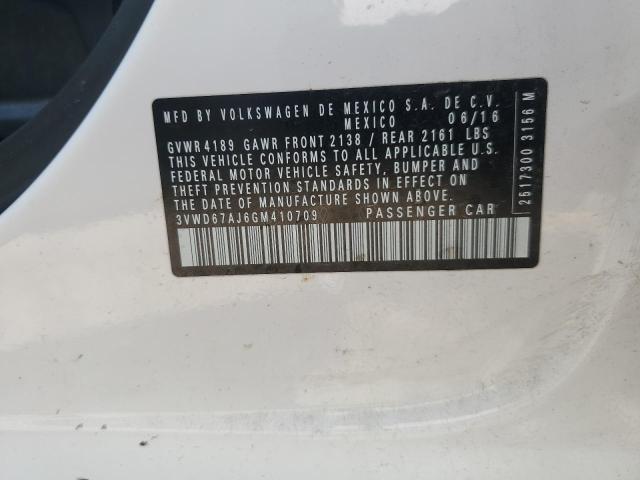 MFD BY VOLKSWAGEN DE MEXICO S.A. DE C.V.
MEXICO 06/16
GVWR 4189 GAWR FRONT 2138 / REAR 2161 LBS
THIS VEHICLE CONFORMS TO ALL APPLICABLE U.S.
FEDERAL MOTOR VEHICLE SAFETY, BUMPER AND
THEFT PREVENTION STANDARDS IN EFFECT ON
THE DATE OF MANUFACTURE SHOWN ABOVE.
3VWD67AJ6GM410709 PASSENGER CAR
2517300 3156 M